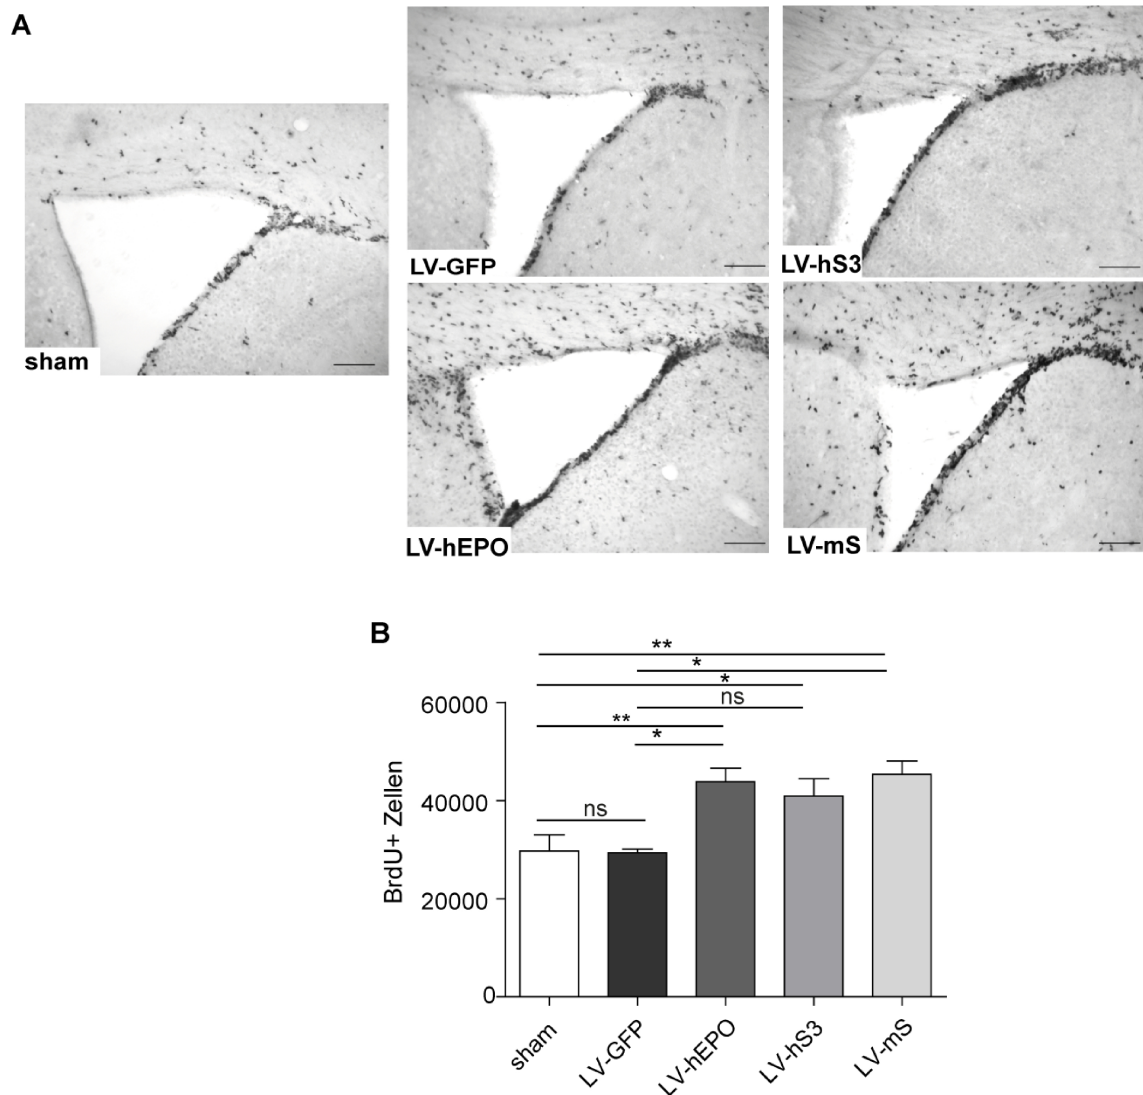 A
sham
LV-GFP
LV-hS3
LV-hEPO
LV-mS
B
**
*
*
ns
**
*
ns
60000
40000
20000
0
BrdU+ Zellen
sham
LV-GFP
LV-hEPO
LV-hS3
LV-mS